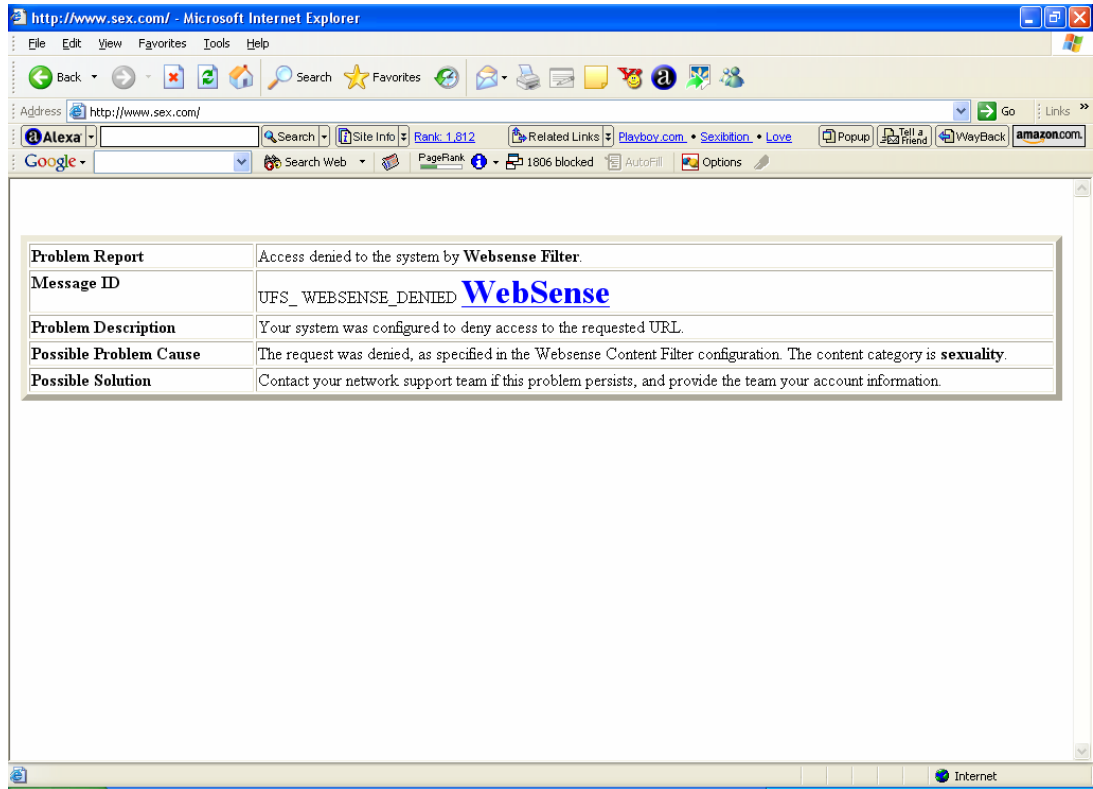 http://www.sex.com/ - Microsoft Internet Explorer
File Edit View Favorites Tools Help
Back Search Favorites
Address http://www.sex.com/ Go Links »
Alexa Search Site Info Rank: 1,812 Related Links Playboy.com • Sexibition • Love Popup Tell a Friend WayBack amazon.com.
Google Search Web PageRank 1806 blocked AutoFill Options
Problem Report Access denied to the system by Websense Filter.
Message ID UFS_ WEBSENSE_DENIED WebSense
Problem Description Your system was configured to deny access to the requested URL.
Possible Problem Cause The request was denied, as specified in the Websense Content Filter configuration. The content category is sexuality.
Possible Solution Contact your network support team if this problem persists, and provide the team your account information.
Internet